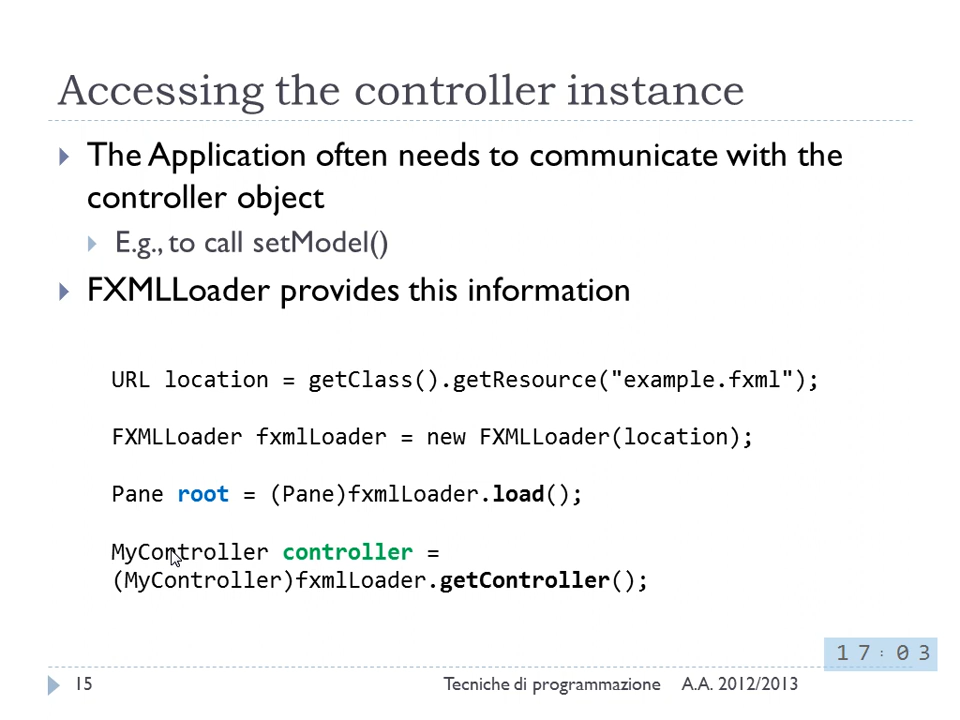 Accessing the controller instance
The Application often needs to communicate with the
controller object
E.g., to call setModel()
FXMLLoader provides this information
URL location = getClass().getResource("example.fxml");
FXMLLoader fxmlLoader = new FXMLLoader(location);
Pane root = (Pane)fxmlLoader.load();
MyController controller =
(MyController)fxmlLoader.getController();
17:03
15 Tecniche di programmazione A.A. 2012/2013